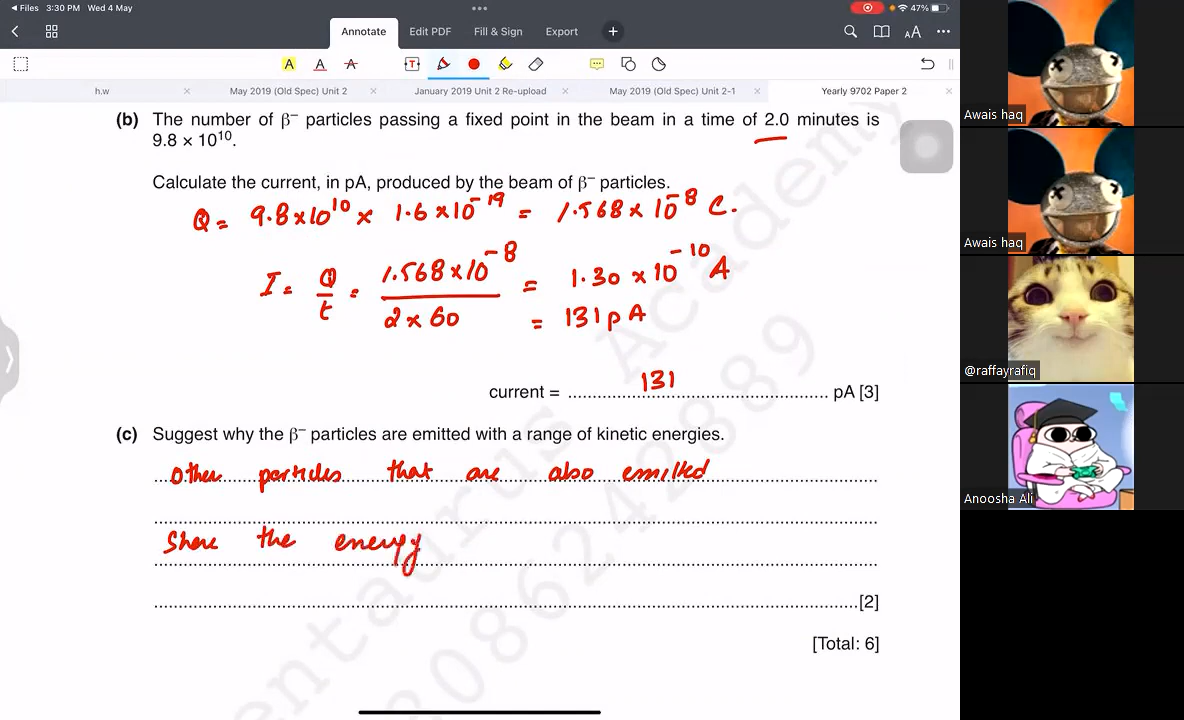 Files 3:30 PM Wed 4 May 47%
Annotate Edit PDF Fill & Sign Export +
AA
A A A T
h.w × May 2019 (Old Spec) Unit 2 × January 2019 Unit 2 Re-upload × May 2019 (Old Spec) Unit 2-1 × Yearly 9702 Paper 2 ×
(b) The number of β⁻ particles passing a fixed point in the beam in a time of 2.0 minutes is
9.8 × 10¹⁰.
Calculate the current, in pA, produced by the beam of β⁻ particles.
Q = 9.8 × 10¹⁰ × 1.6 × 10⁻¹⁹ = 1.568 × 10⁻⁸ C.
I = Q/t = 1.568 × 10⁻⁸ / 2 × 60 = 1.30 × 10⁻¹⁰ A
= 131 pA
current = 131 pA [3]
(c) Suggest why the β⁻ particles are emitted with a range of kinetic energies.
Other particles that are also emitted
Share the energy
[2]
[Total: 6]
entaurus Academy
3086242889
Awais haq
Awais haq
@raffayrafiq
Anoosha Ali